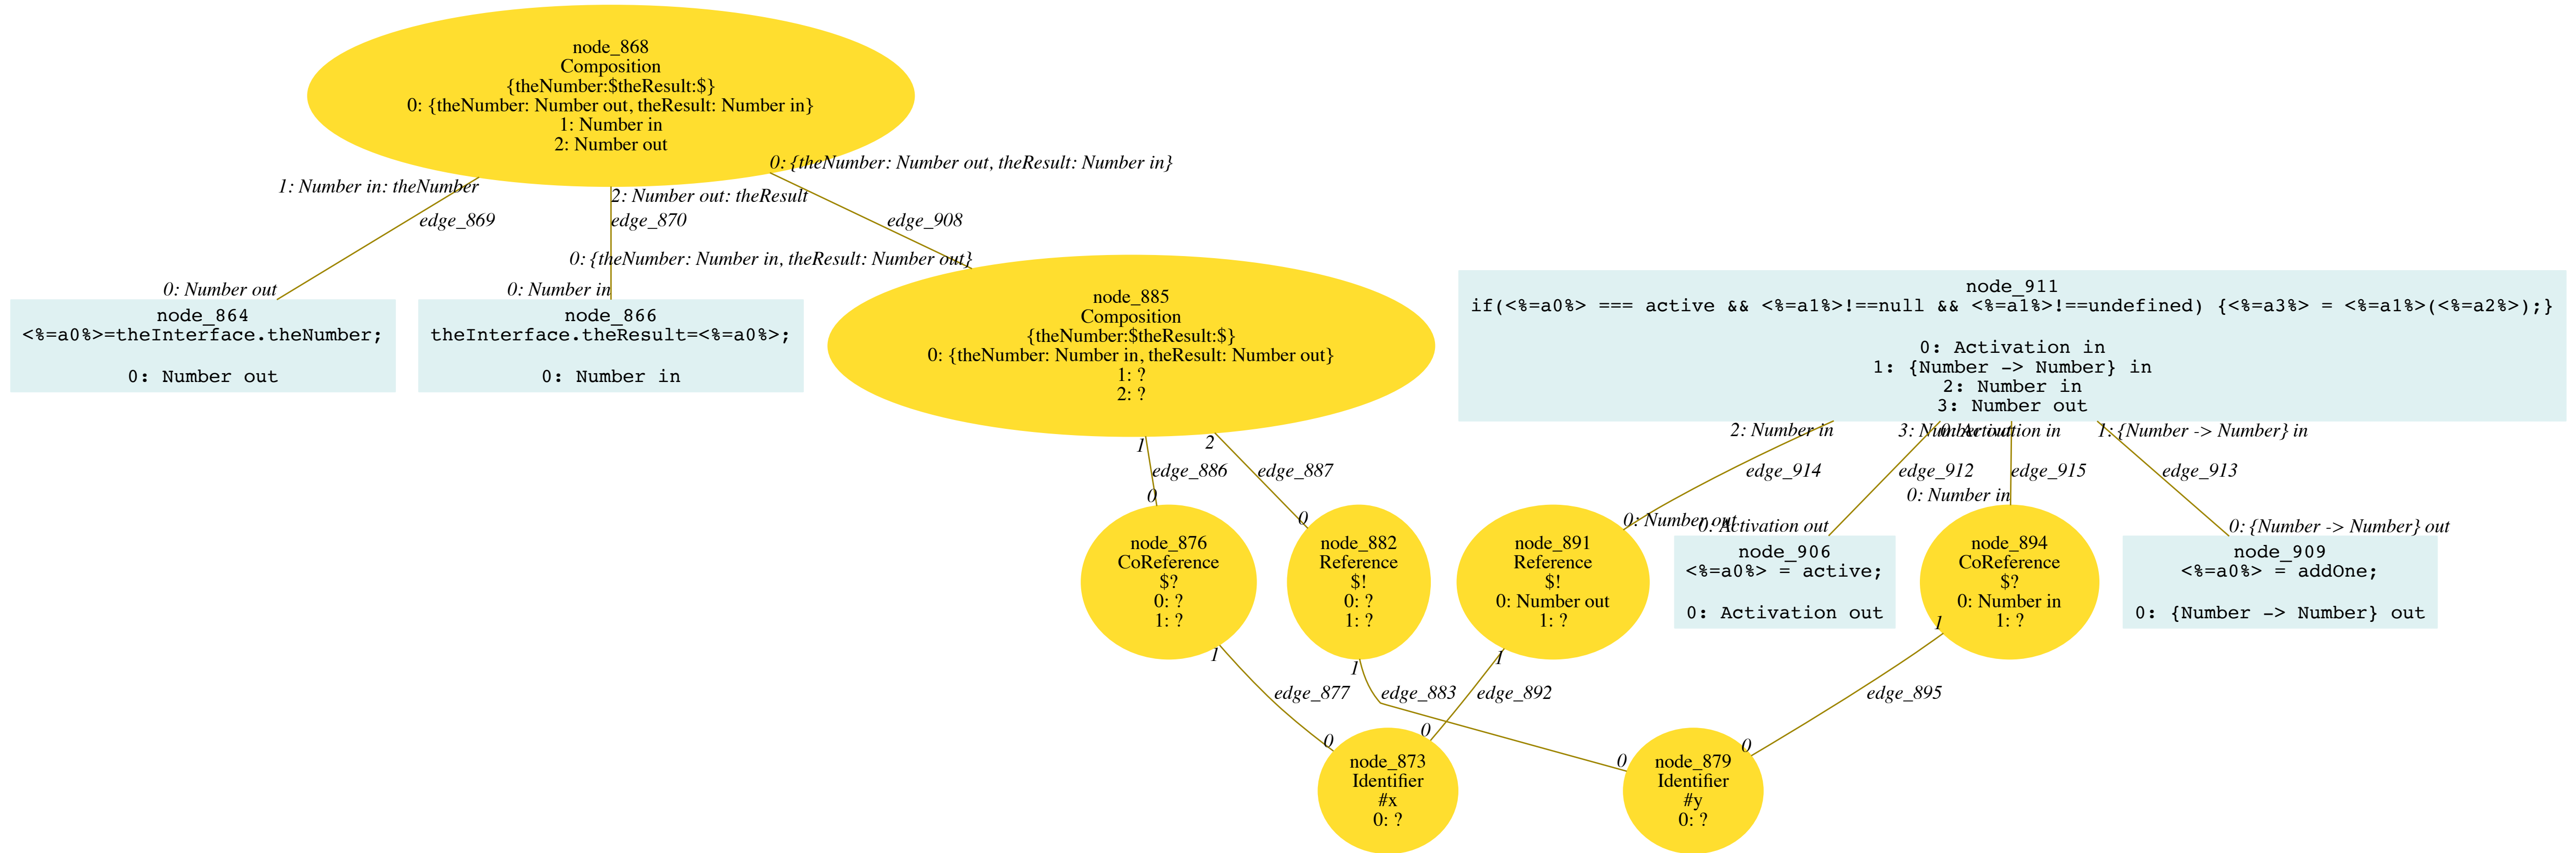 node_868
Composition
{theNumber:$theResult:$}
0: {theNumber: Number out, theResult: Number in}
1: Number in
2: Number out
0: {theNumber: Number out, theResult: Number in}
1: Number in: theNumber
2: Number out: theResult
edge_869
edge_870
edge_908
0: {theNumber: Number in, theResult: Number out}
0: Number out
0: Number in
node_864
<%=a0%>=theInterface.theNumber;
0: Number out
node_866
theInterface.theResult=<%=a0%>;
0: Number in
node_885
Composition
{theNumber:$theResult:$}
0: {theNumber: Number in, theResult: Number out}
1: ?
2: ?
node_911
if(<%=a0%> === active && <%=a1%>!==null && <%=a1%>!==undefined) {<%=a3%> = <%=a1%>(<%=a2%>);}
0: Activation in
1: {Number -> Number} in
2: Number in
3: Number out
1
2
2: Number in
3: Number out
0: Activation in
1: {Number -> Number} in
edge_886
edge_887
edge_914
edge_912
edge_915
edge_913
0
0
0: Number out
0: Activation out
0: Number in
0: {Number -> Number} out
node_876
CoReference
$?
0: ?
1: ?
node_882
Reference
$!
0: ?
1: ?
node_891
Reference
$!
0: Number out
1: ?
node_906
<%=a0%> = active;
0: Activation out
node_894
CoReference
$?
0: Number in
1: ?
node_909
<%=a0%> = addOne;
0: {Number -> Number} out
1
1
1
1
edge_877
edge_883
edge_892
edge_895
0
0
0
0
node_873
Identifier
#x
0: ?
node_879
Identifier
#y
0: ?